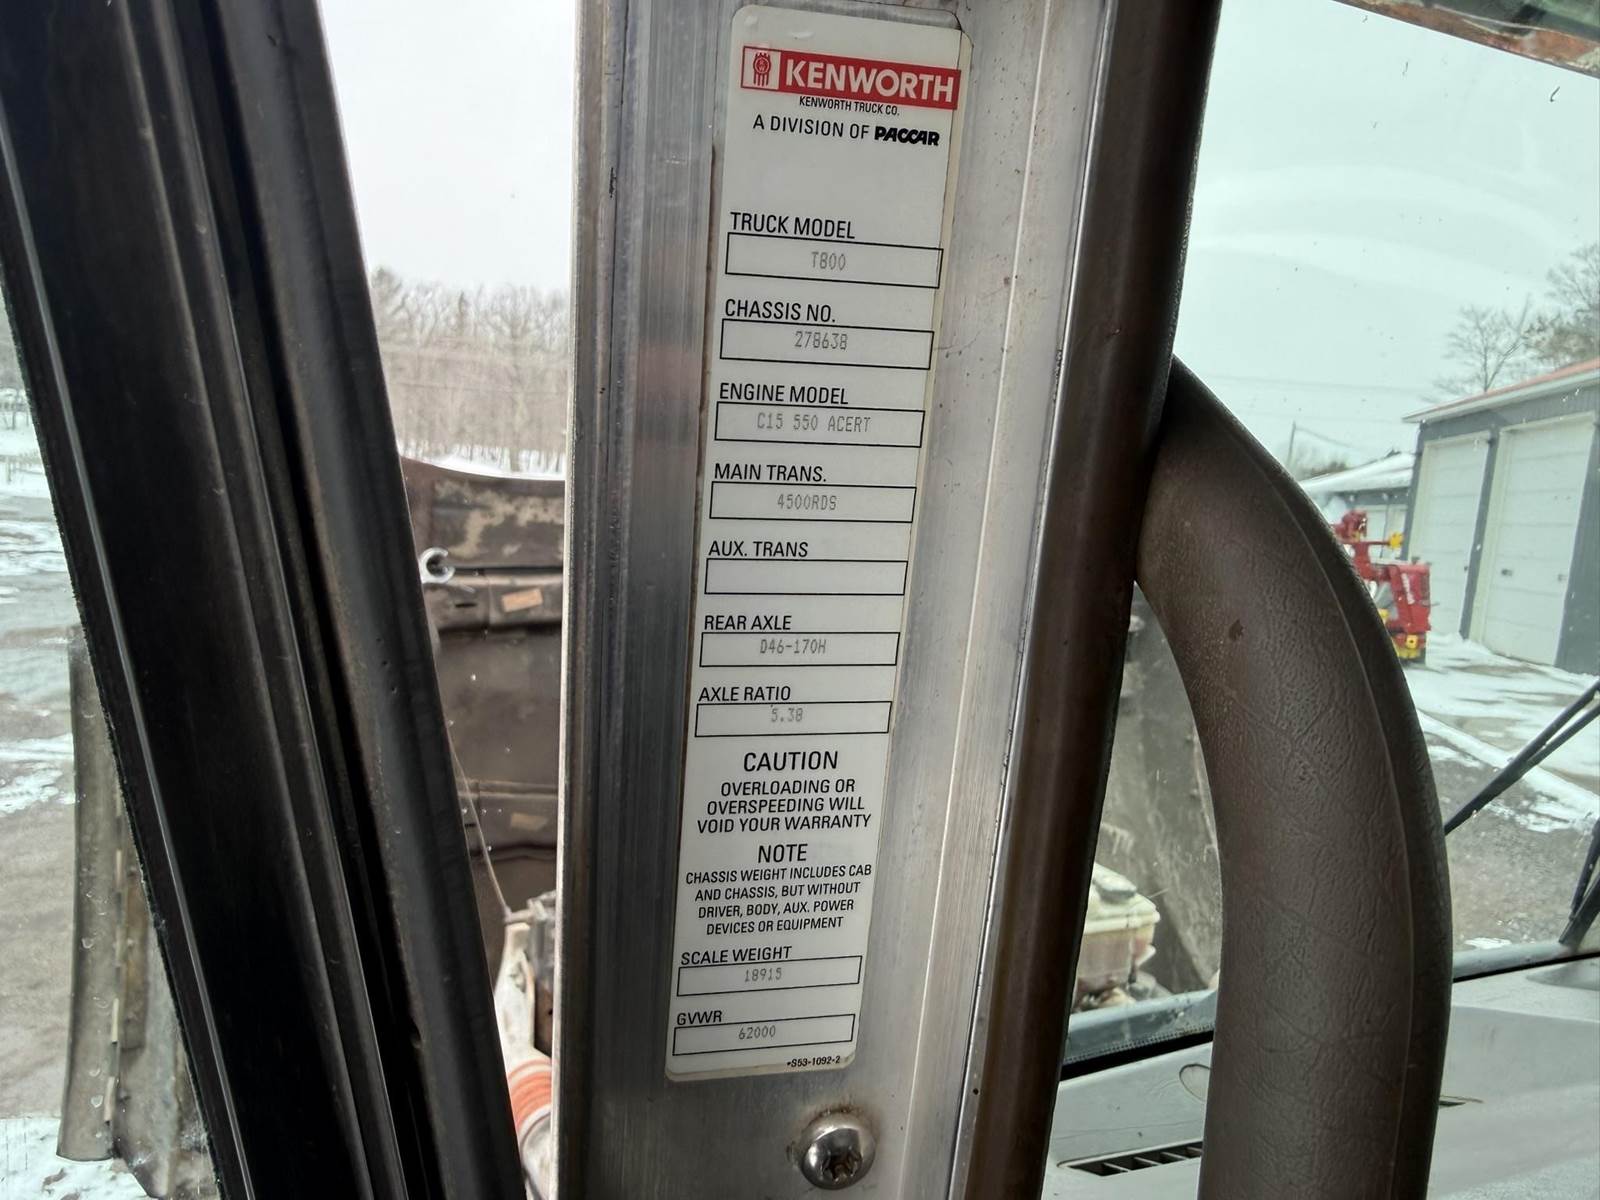 KENWORTH
KENWORTH TRUCK CO.
A DIVISION OF PACCAR
TRUCK MODEL
T800
CHASSIS NO.
278638
ENGINE MODEL
C15 550 ACERT
MAIN TRANS.
4500RDS
AUX. TRANS
REAR AXLE
D46-170H
AXLE RATIO
5.38
CAUTION
OVERLOADING OR
OVERSPEEDING WILL
VOID YOUR WARRANTY
NOTE
CHASSIS WEIGHT INCLUDES CAB
AND CHASSIS, BUT WITHOUT
DRIVER, BODY, AUX. POWER
DEVICES OR EQUIPMENT
SCALE WEIGHT
18915
GVWR
62000
•S53-1092-2